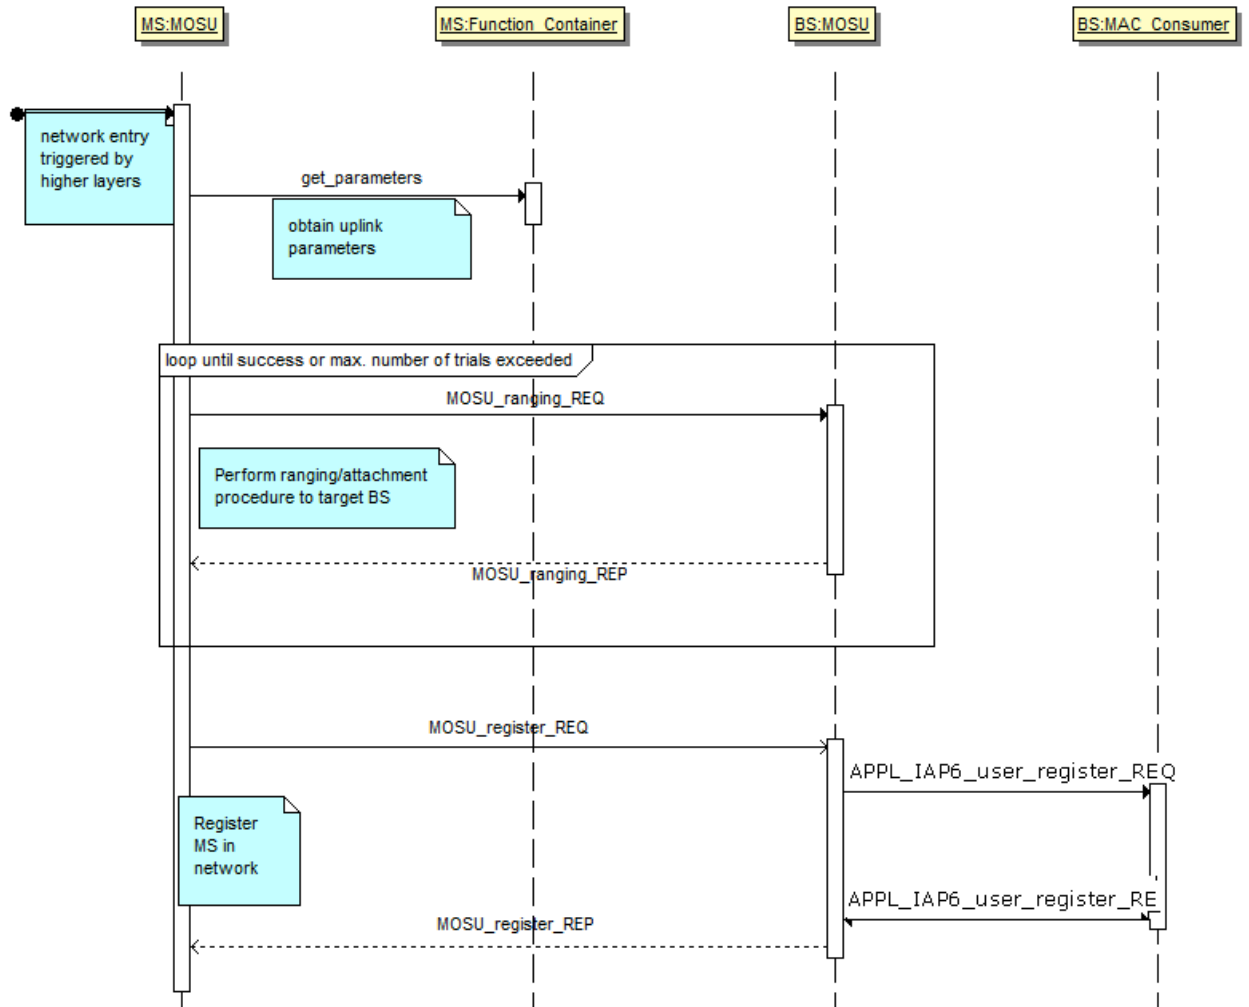 MS:MOSU
MS:Function_Container
BS:MOSU
BS:MAC_Consumer
network entry
triggered by
higher layers
get_parameters
obtain uplink
parameters
loop until success or max. number of trials exceeded
MOSU_ranging_REQ
Perform ranging/attachment
procedure to target BS
MOSU_ranging_REP
MOSU_register_REQ
APPL_IAP6_user_register_REQ
Register
MS in
network
APPL_IAP6_user_register_RE
MOSU_register_REP